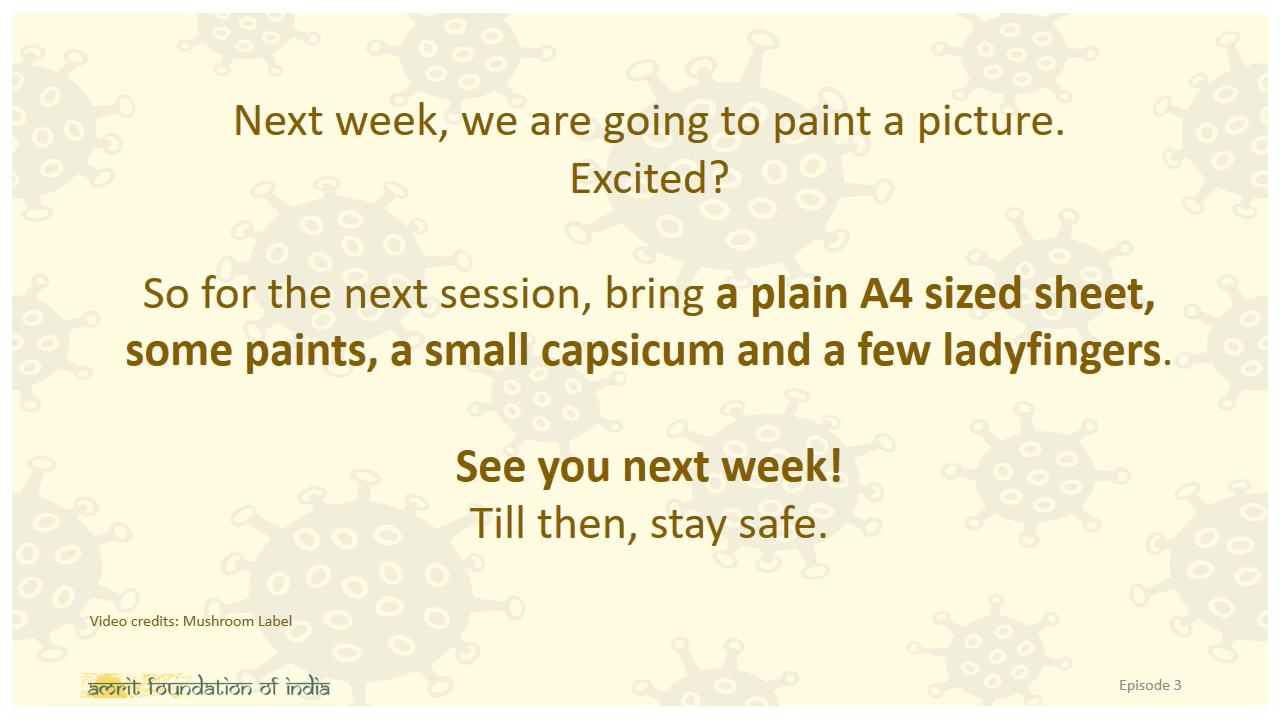 Next week, we are going to paint a picture.
Excited?
So for the next session, bring a plain A4 sized sheet,
some paints, a small capsicum and a few ladyfingers.
See you next week!
Till then, stay safe.
Video credits: Mushroom Label
amrit foundation of india
Episode 3